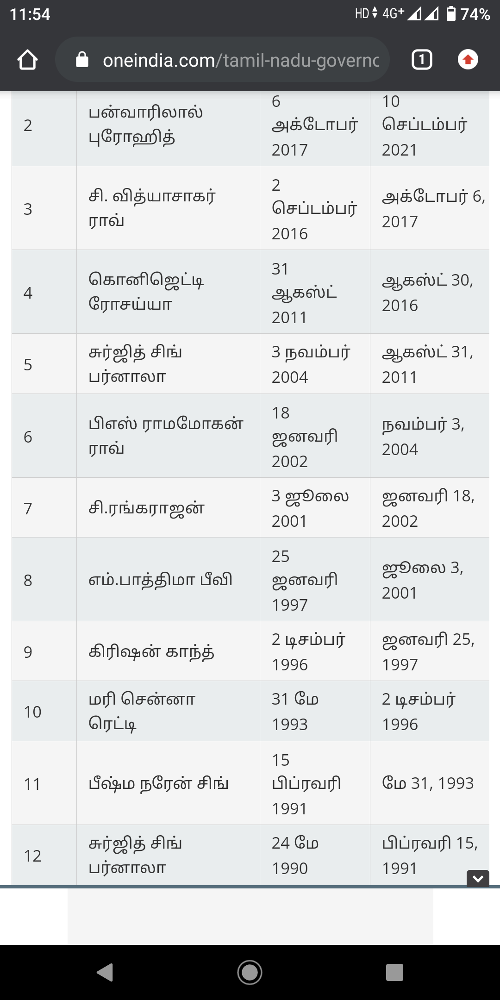 11:54
HD 4G+ 74%
oneindia.com/tamil-nadu-governo
1
2
பன்வாரிலால்
புரோஹித்
6
அக்டோபர்
2017
10
செப்டம்பர்
2021
3
சி. வித்யாசாகர்
ராவ்
2
செப்டம்பர்
2016
அக்டோபர் 6,
2017
4
கொனிஜெட்டி
ரோசய்யா
31
ஆகஸ்ட்
2011
ஆகஸ்ட் 30,
2016
5
சுர்ஜித் சிங்
பர்னாலா
3 நவம்பர்
2004
ஆகஸ்ட் 31,
2011
6
பிஎஸ் ராமமோகன்
ராவ்
18
ஜனவரி
2002
நவம்பர் 3,
2004
7
சி.ரங்கராஜன்
3 ஜூலை
2001
ஜனவரி 18,
2002
8
எம்.பாத்திமா பீவி
25
ஜனவரி
1997
ஜூலை 3,
2001
9
கிரிஷன் காந்த்
2 டிசம்பர்
1996
ஜனவரி 25,
1997
10
மரி சென்னா
ரெட்டி
31 மே
1993
2 டிசம்பர்
1996
11
பீஷ்ம நரேன் சிங்
15
பிப்ரவரி
1991
மே 31, 1993
12
சுர்ஜித் சிங்
பர்னாலா
24 மே
1990
பிப்ரவரி 15,
1991